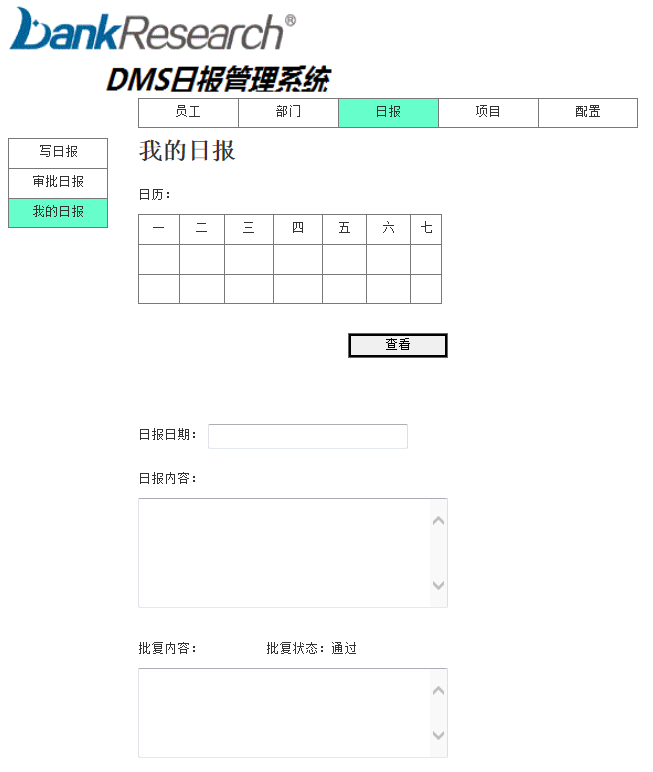 bankResearch®
DMS日报管理系统
员工 部门 日报 项目 配置
写日报
审批日报
我的日报
我的日报
日历:
一 二 三 四 五 六 七
查看
日报日期:
日报内容:
批复内容: 批复状态: 通过